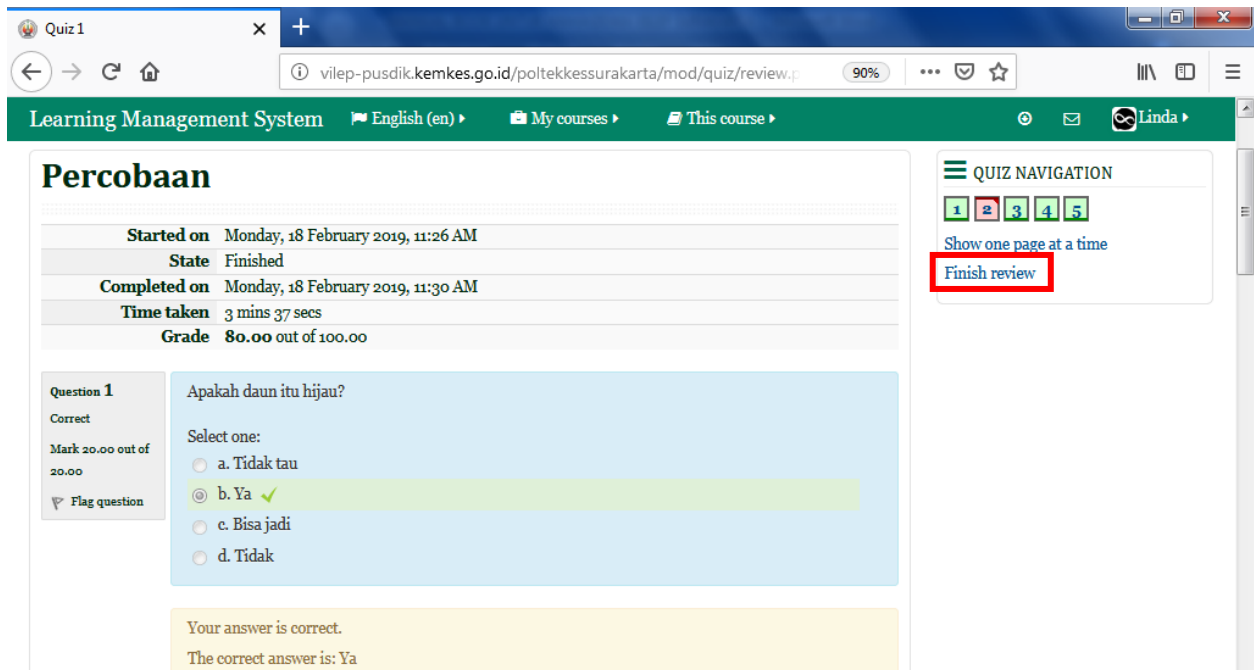 Quiz 1
vilep-pusdik.kemkes.go.id/poltekkessurakarta/mod/quiz/review.p
90%
Learning Management System English (en) My courses This course Linda
Percobaan
Started on Monday, 18 February 2019, 11:26 AM
State Finished
Completed on Monday, 18 February 2019, 11:30 AM
Time taken 3 mins 37 secs
Grade 80.00 out of 100.00
Question 1
Correct
Mark 20.00 out of
20.00
Flag question
Apakah daun itu hijau?
Select one:
a. Tidak tau
b. Ya
c. Bisa jadi
d. Tidak
Your answer is correct.
The correct answer is: Ya
QUIZ NAVIGATION
1 2 3 4 5
Show one page at a time
Finish review